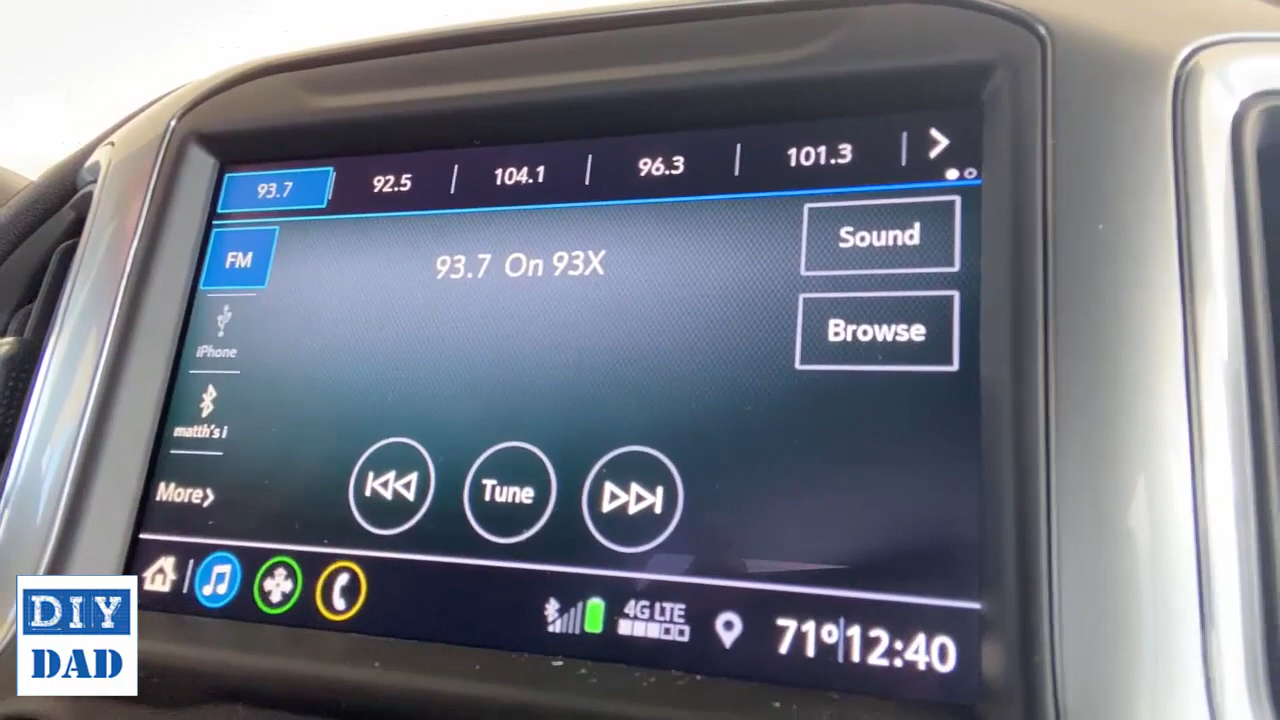 93.7 92.5 104.1 96.3 101.3
FM
93.7 On 93X
Sound
iPhone
Browse
matth's i
More
Tune
4G LTE
71° 12:40
DIY
DAD